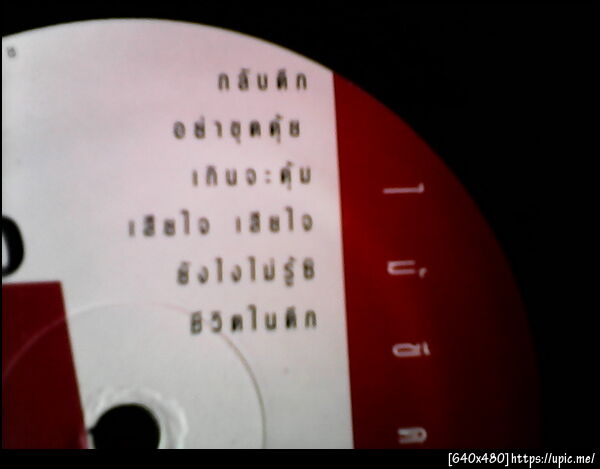 กลับดึก
อย่าขุดคุ้ย
เกินจะคุ้ม
เสียใจ เสียใจ
ยังไงไม่รู้ซิ
ชีวิตในตึก
[640x480]https://upic.me/